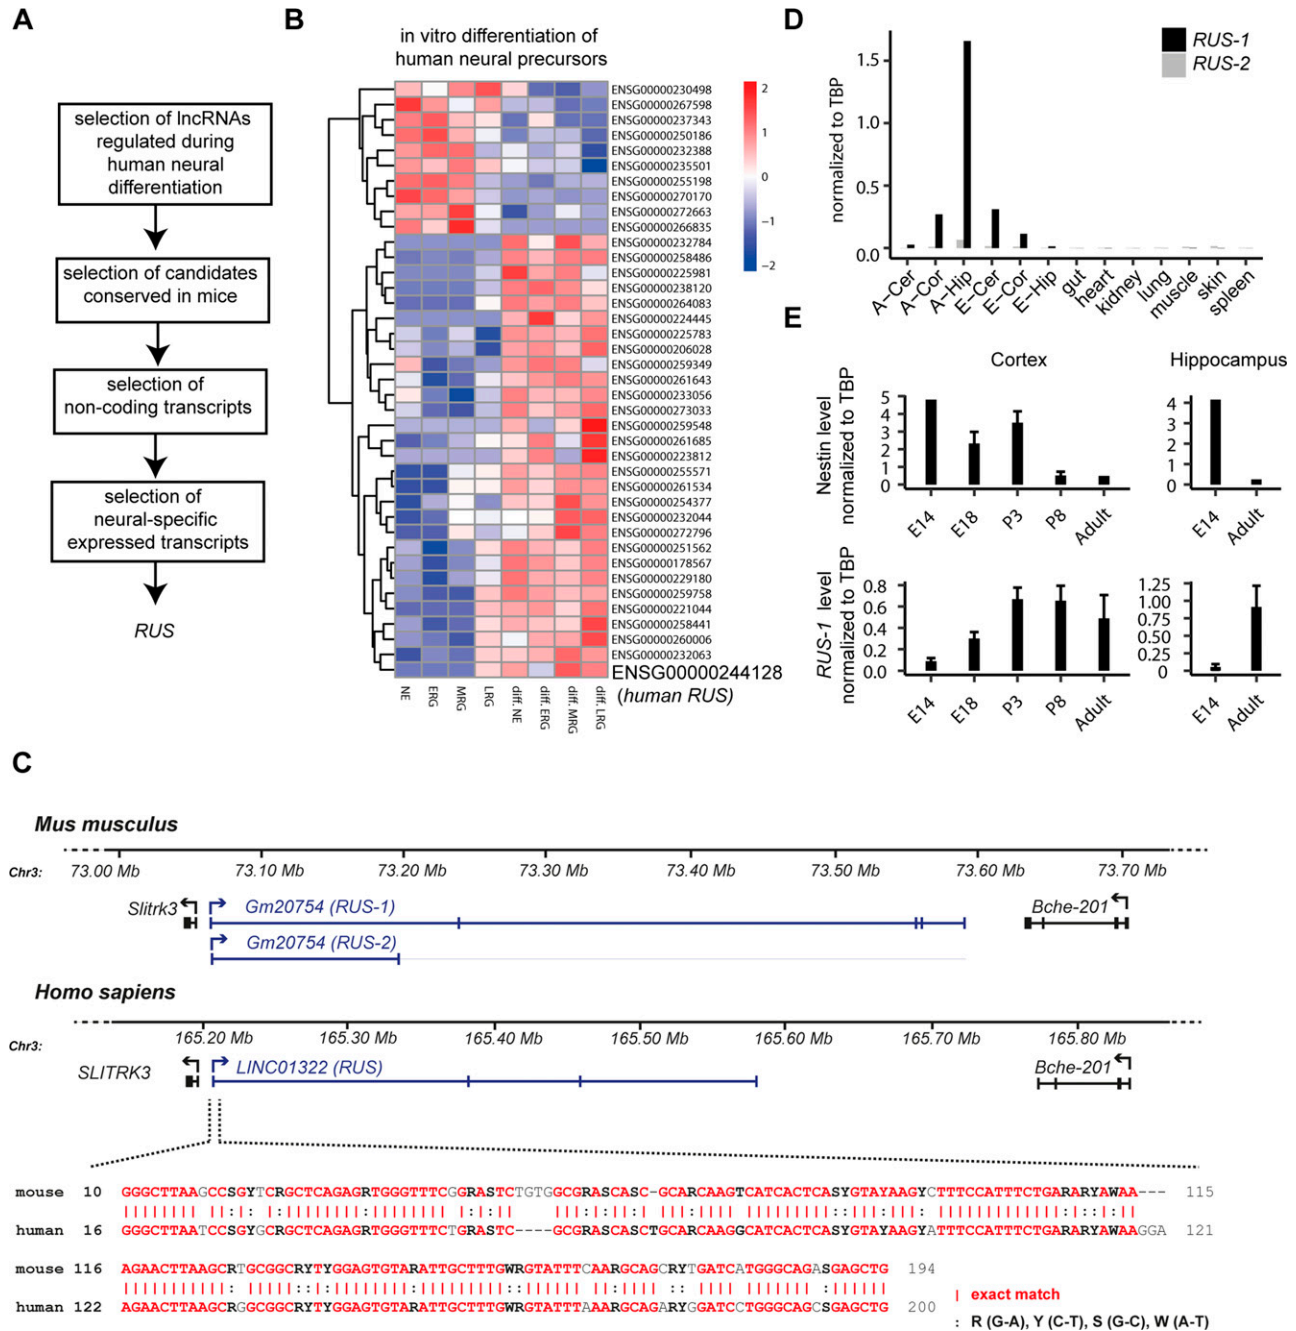 A
selection of lncRNAs
regulated during
human neural
differentiation
selection of candidates
conserved in mice
selection of
non-coding transcripts
selection of
neural-specific
expressed transcripts
RUS
B
in vitro differentiation of
human neural precursors
ENSG00000230498
ENSG00000267598
ENSG00000237343
ENSG00000250186
ENSG00000232388
ENSG00000235501
ENSG00000255198
ENSG00000270170
ENSG00000272663
ENSG00000266835
ENSG00000232784
ENSG00000258486
ENSG00000225981
ENSG00000238120
ENSG00000264083
ENSG00000224445
ENSG00000225783
ENSG00000206028
ENSG00000259349
ENSG00000261643
ENSG00000233056
ENSG00000273033
ENSG00000259548
ENSG00000261685
ENSG00000223812
ENSG00000255571
ENSG00000261534
ENSG00000254377
ENSG00000232044
ENSG00000272796
ENSG00000251562
ENSG00000178567
ENSG00000229180
ENSG00000259758
ENSG00000221044
ENSG00000258441
ENSG00000260006
ENSG00000232063
ENSG00000244128
(human RUS)
NE ERG MRG LRG diff. NE diff. ERG diff. MRG diff. LRG
2
1
0
−1
−2
D
RUS-1
RUS-2
normalized to TBP
1.5
1.0
0.5
0.0
A−Cer A−Cor A−Hip E−Cer E−Cor E−Hip gut heart kidney lung muscle skin spleen
E
Cortex Hippocampus
Nestin level
normalized to TBP
5
4
3
2
1
0
E14 E18 P3 P8 Adult
4
3
2
1
0
E14 Adult
RUS-1 level
normalized to TBP
0.8
0.6
0.4
0.2
0.0
E14 E18 P3 P8 Adult
1.25
1.00
0.75
0.50
0.25
0
E14 Adult
C
Mus musculus
Chr3: 73.00 Mb 73.10 Mb 73.20 Mb 73.30 Mb 73.40 Mb 73.50 Mb 73.60 Mb 73.70 Mb
Slitrk3 Gm20754 (RUS-1) Bche-201
Gm20754 (RUS-2)
Homo sapiens
Chr3: 165.20 Mb 165.30 Mb 165.40 Mb 165.50 Mb 165.60 Mb 165.70 Mb 165.80 Mb
SLITRK3 LINC01322 (RUS) Bche-201
mouse 10 GGGCTTAAGCCSGYTCRGCTCAGAGRTGGGTTTCGGRASTCTGTGGCGRASCASC-GCARCAAGTCATCACTCASYGTAYAAGYCTTTCCATTTCTGARARYAWAA--- 115
human 16 GGGCTTAATCCSGYGCRGCTCAGAGRTGGGTTTCTGRASTC----GCGRASCASCTGCARCAAGGCATCACTCASYGTAYAAGYATTTCCATTTCTGARARYAWAAGGA 121
mouse 116 AGAACTTAAGCRTGCGGCRYTYGGAGTGTARATTGCTTTGWRGTATTTCAARGCAGCRYTGATCATGGGCAGASGAGCTG 194
human 122 AGAACTTAAGCRGGCGGCRYTYGGAGTGTARATTGCTTTGWRGTATTTAAARGCAGARYGGATCCTGGGCAGCSGAGCTG 200
| exact match
: R (G-A), Y (C-T), S (G-C), W (A-T)